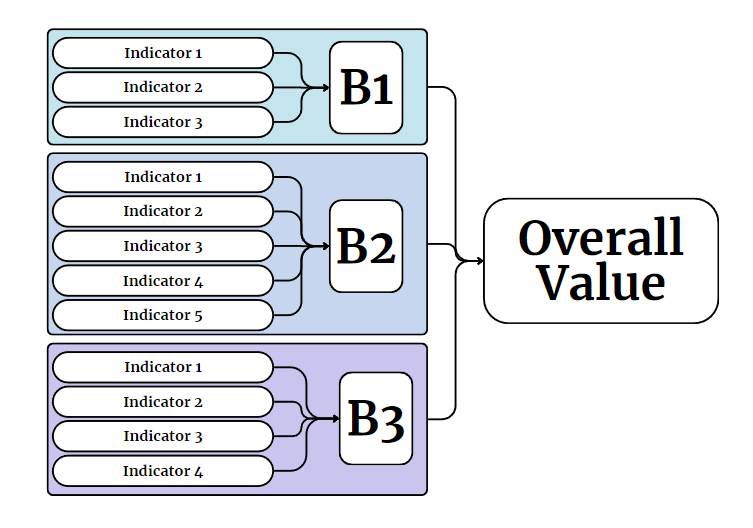 Indicator 1
Indicator 2
Indicator 3
B1
Indicator 1
Indicator 2
Indicator 3
Indicator 4
Indicator 5
B2
Indicator 1
Indicator 2
Indicator 3
Indicator 4
B3
Overall
Value